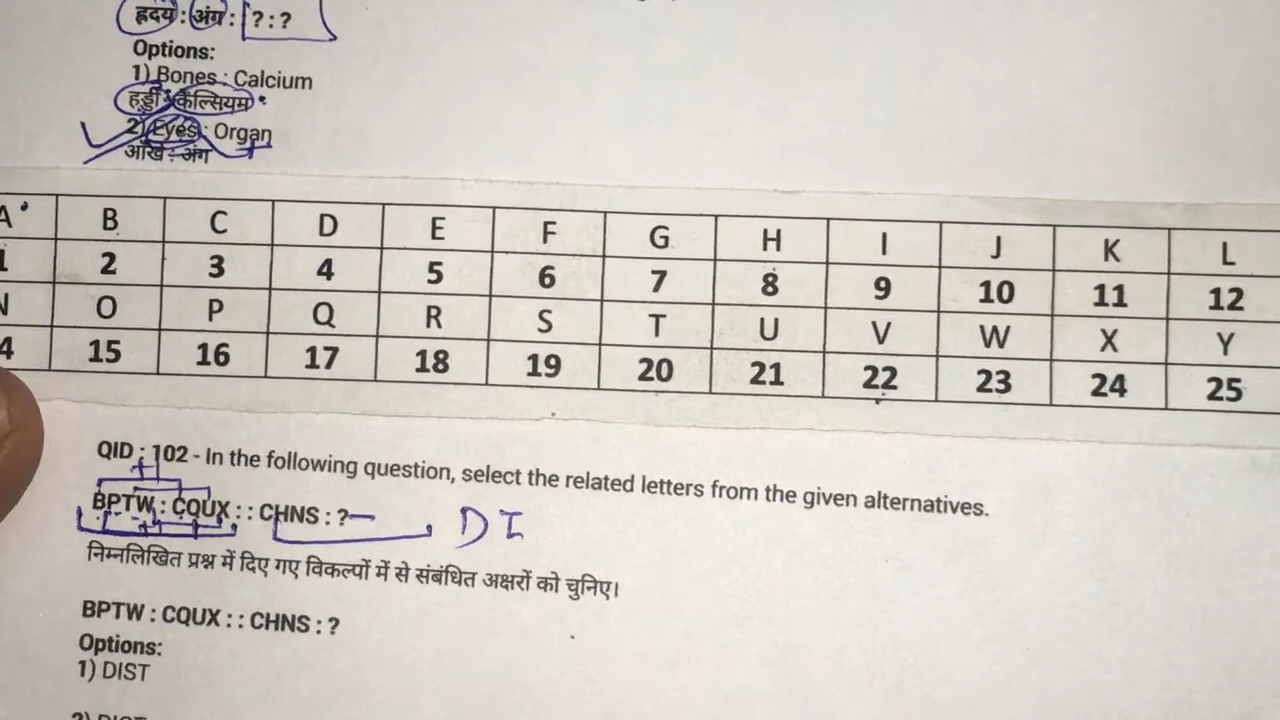 ह्रदय : अंग : ? : ?
Options:
1) Bones : Calcium
हड्डी : कैल्सियम
2) Eyes : Organ
आँखें : अंग
A B C D E F G H I J K L
1 2 3 4 5 6 7 8 9 10 11 12
N O P Q R S T U V W X Y
4 15 16 17 18 19 20 21 22 23 24 25
QID : 102 - In the following question, select the related letters from the given alternatives.
+1
BPTW : CQUX : : CHNS : ? DI
निम्नलिखित प्रश्न में दिए गए विकल्पों में से संबंधित अक्षरों को चुनिए।
BPTW : CQUX : : CHNS : ?
Options:
1) DIST